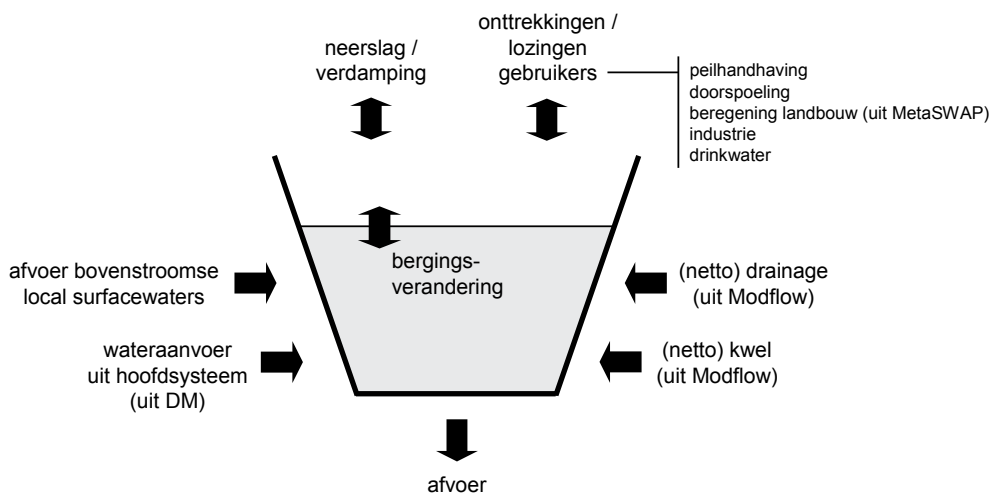 neerslag /
verdamping
onttrekkingen /
lozingen
gebruikers
peilhandhaving
doorspoeling
beregening landbouw (uit MetaSWAP)
industrie
drinkwater
bergings-
verandering
afvoer bovenstroomse
local surfacewaters
(netto) drainage
(uit Modflow)
wateraanvoer
uit hoofdsysteem
(uit DM)
(netto) kwel
(uit Modflow)
afvoer